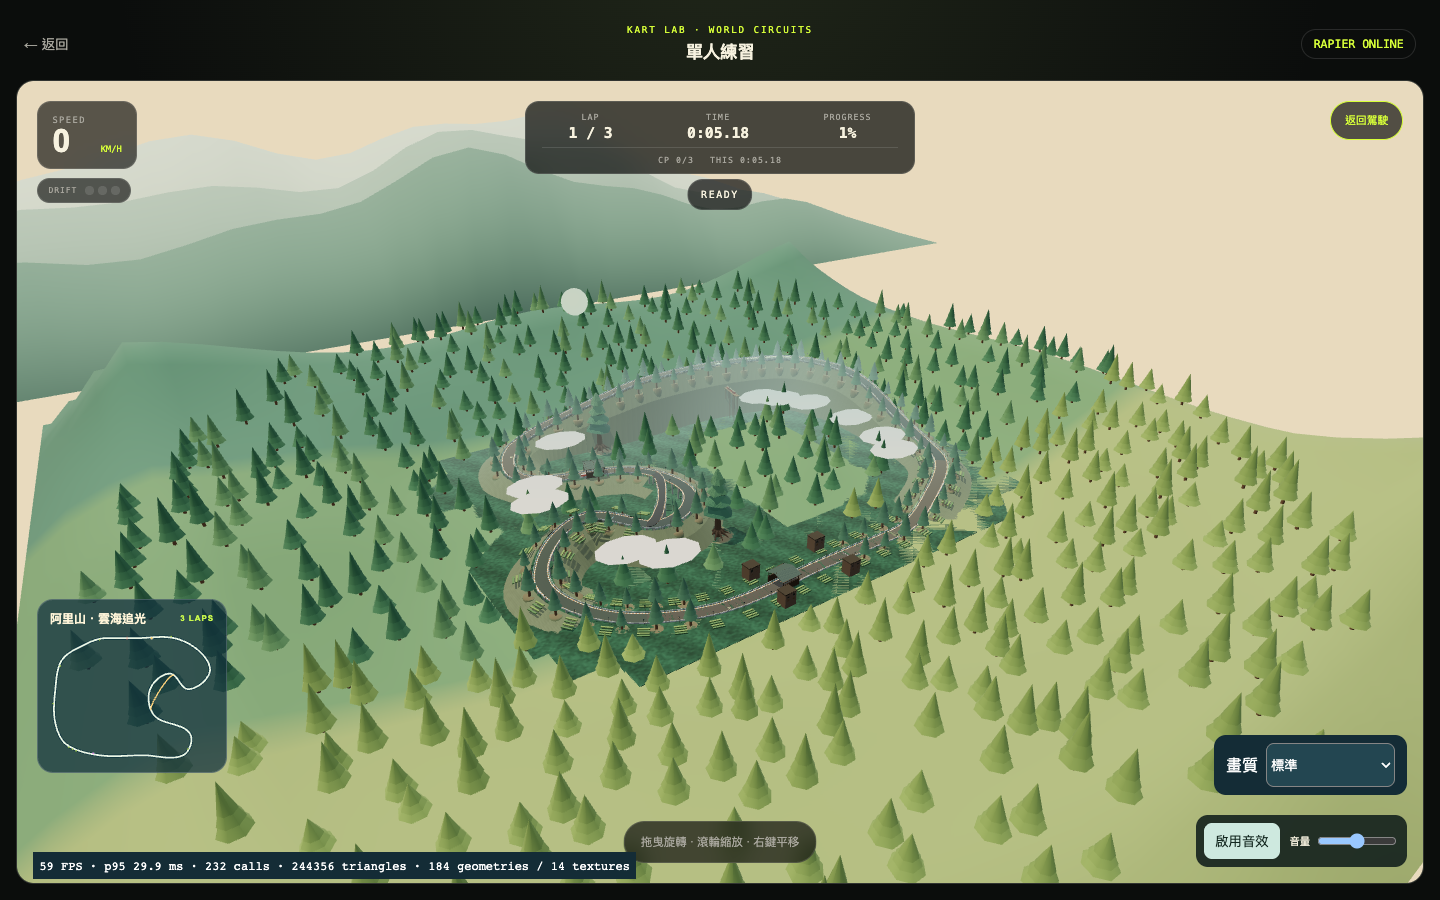 KART LAB · WORLD CIRCUITS
← 返回
單人練習
RAPIER ONLINE
SPEED
0 KM/H
DRIFT
LAP TIME PROGRESS
1 / 3 0:05.18 1%
CP 0/3 THIS 0:05.18
READY
返回駕駛
阿里山 · 雲海追光 3 LAPS
畫質 標準
拖曳旋轉 · 滾輪縮放 · 右鍵平移
啟用音效 音量
59 FPS · p95 29.9 ms · 232 calls · 244356 triangles · 184 geometries / 14 textures